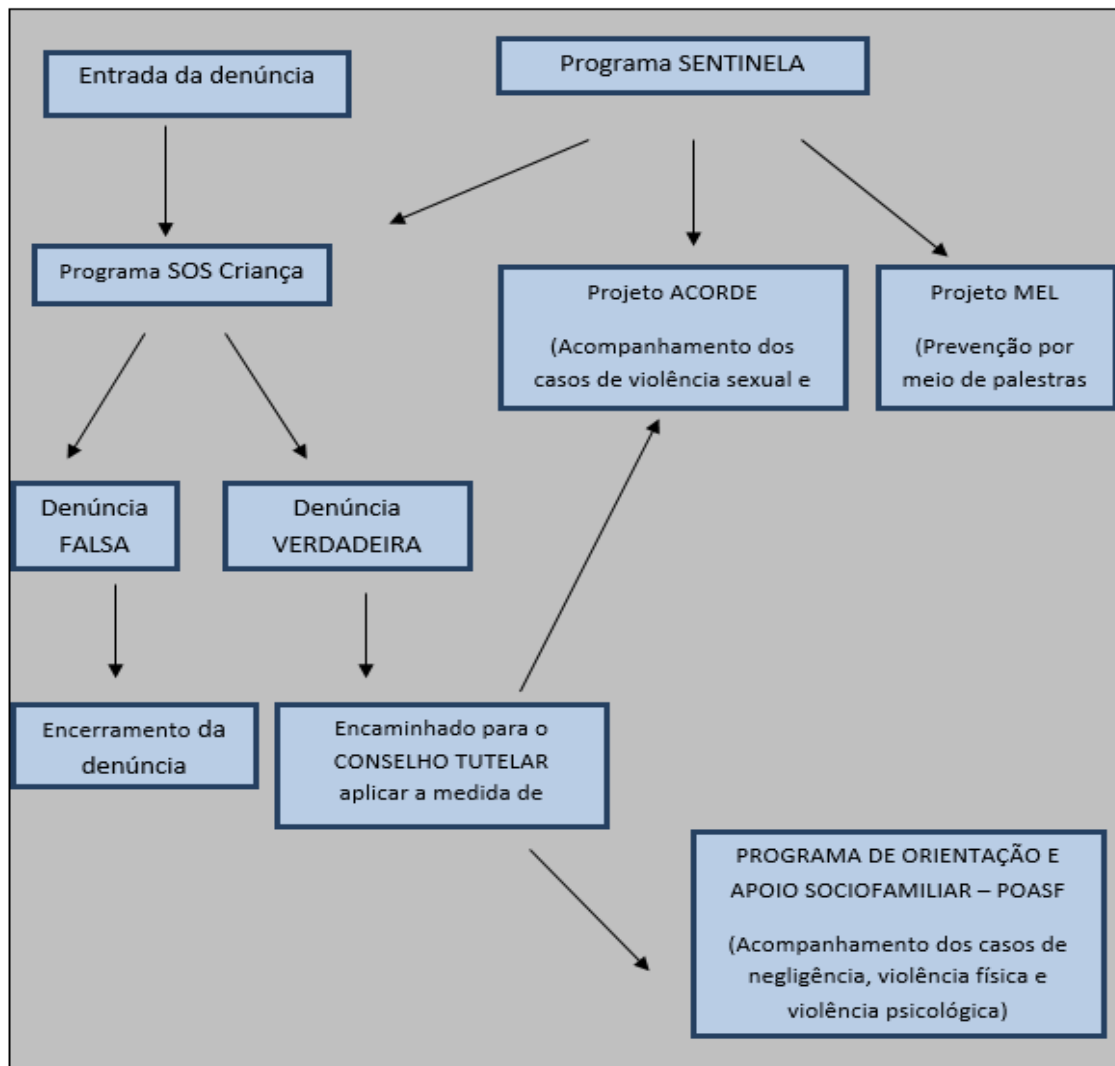 Entrada da denúncia
Programa SENTINELA
Programa SOS Criança
Projeto ACORDE
(Acompanhamento dos
casos de violência sexual e
Projeto MEL
(Prevenção por
meio de palestras
Denúncia
FALSA
Denúncia
VERDADEIRA
Encerramento da
denúncia
Encaminhado para o
CONSELHO TUTELAR
aplicar a medida de
PROGRAMA DE ORIENTAÇÃO E
APOIO SOCIOFAMILIAR – POASF
(Acompanhamento dos casos de
negligência, violência física e
violência psicológica)